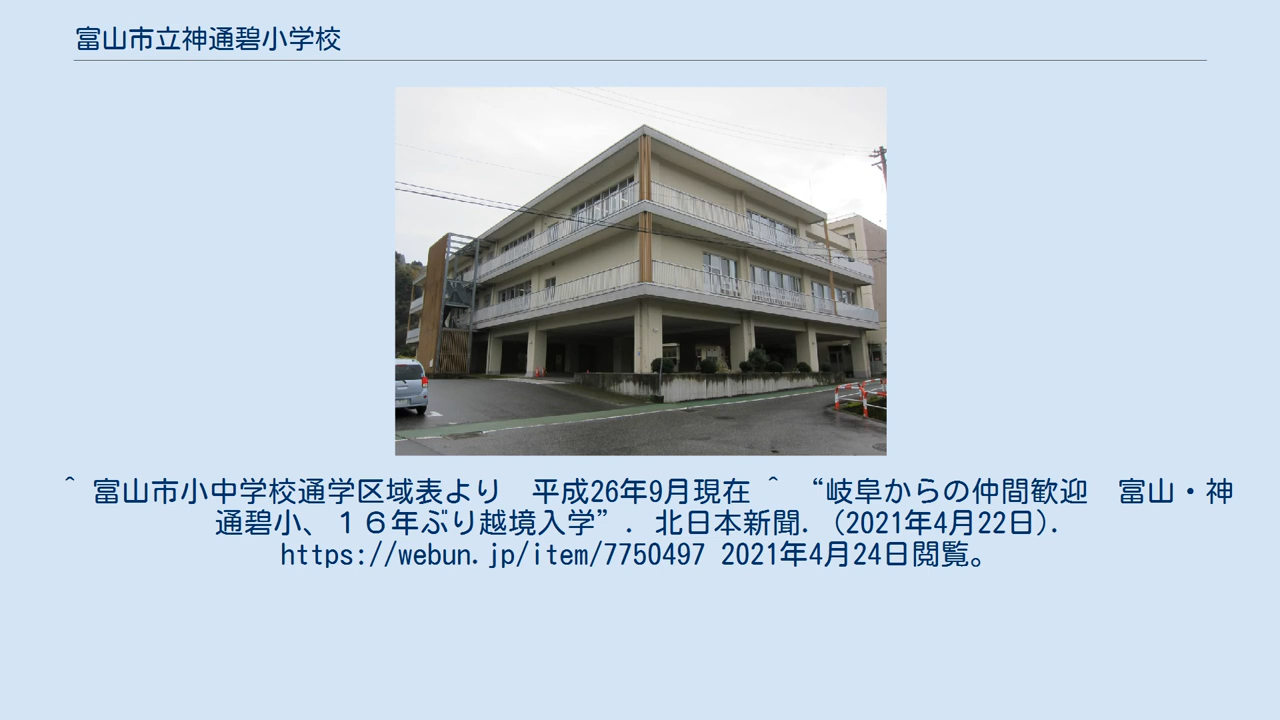 富山市立神通碧小学校
^ 富山市小中学校通学区域表より　平成26年9月現在 ^ “岐阜からの仲間歓迎　富山・神
通碧小、１６年ぶり越境入学”. 北日本新聞. (2021年4月22日).
https://webun.jp/item/7750497 2021年4月24日閲覧。